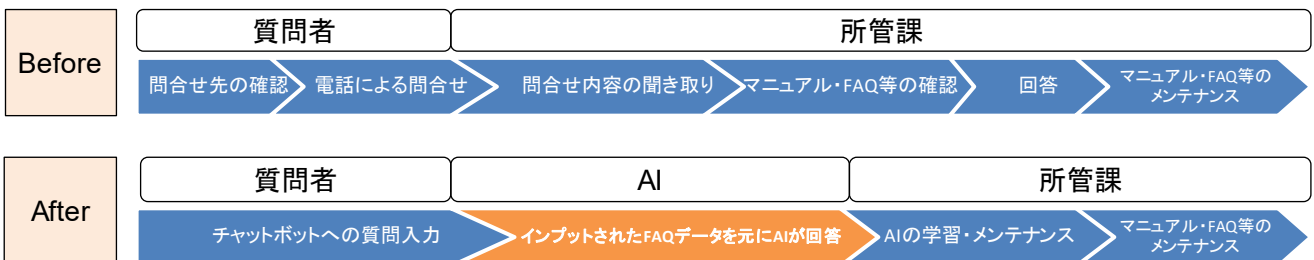 Before
質問者
所管課
問合せ先の確認
電話による問合せ
問合せ内容の聞き取り
マニュアル・FAQ等の確認
回答
マニュアル・FAQ等の
メンテナンス
After
質問者
AI
所管課
チャットボットへの質問入力
インプットされたFAQデータを元にAIが回答
AIの学習・メンテナンス
マニュアル・FAQ等の
メンテナンス